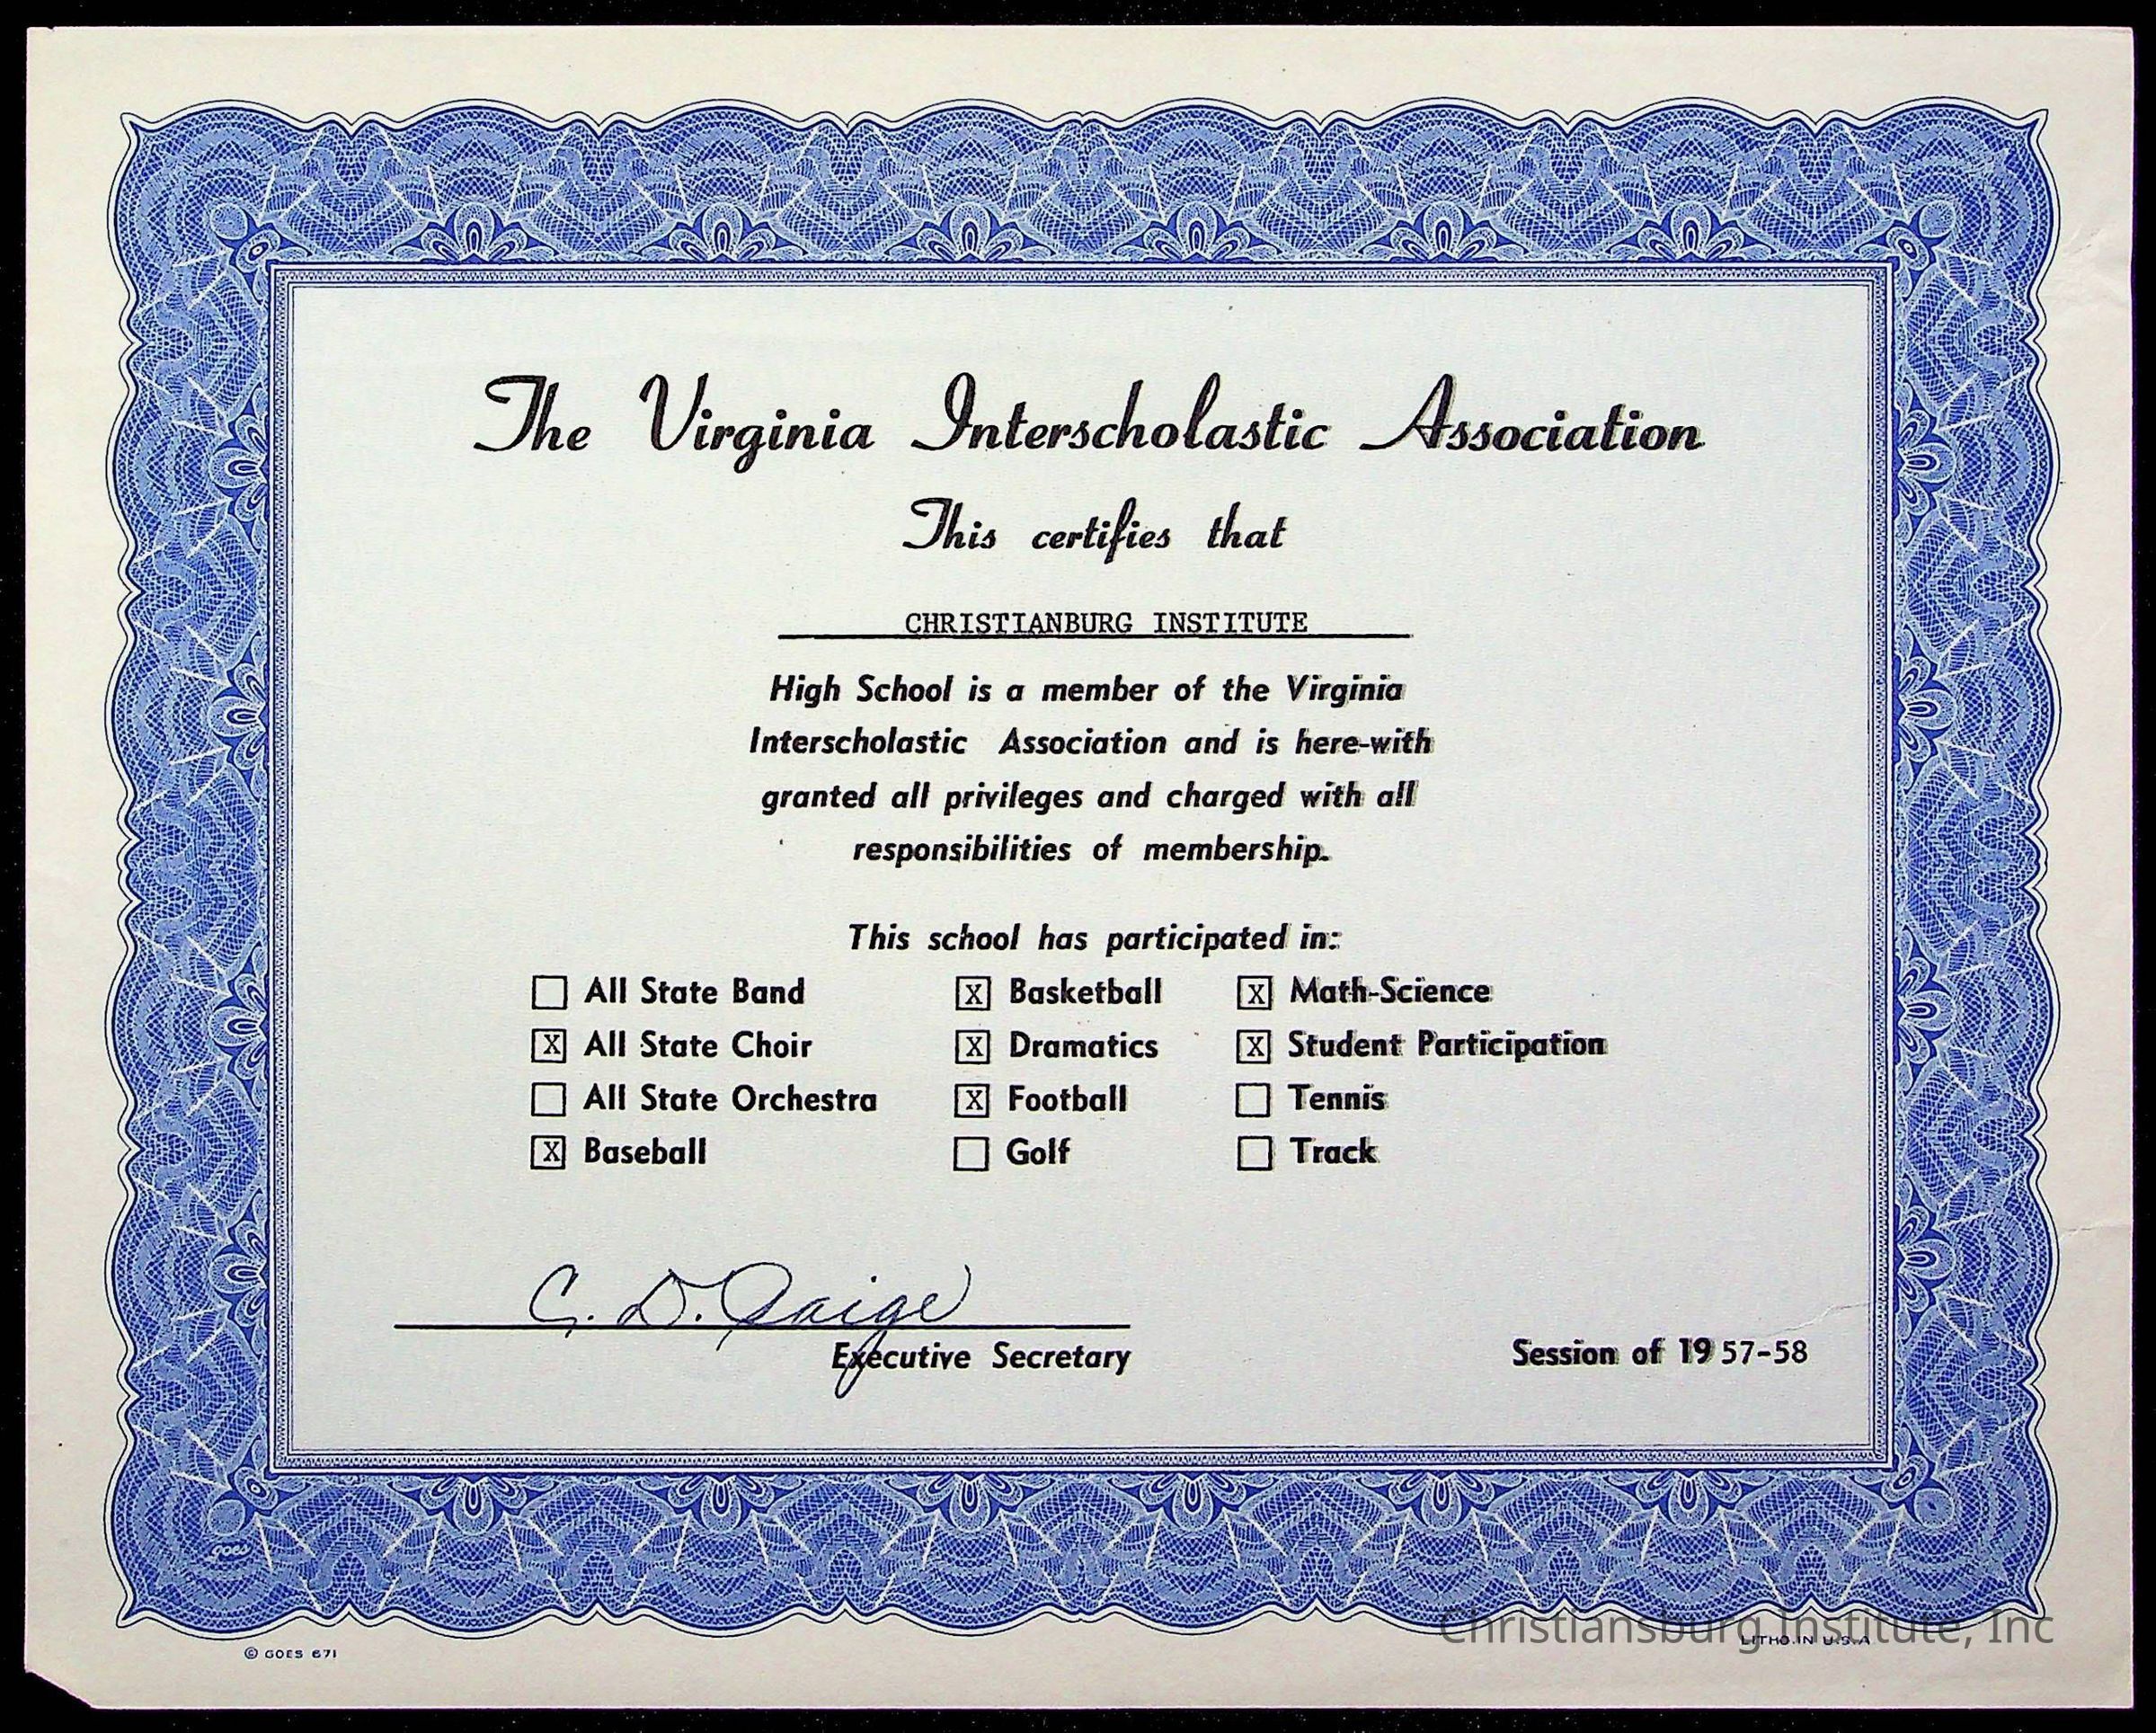 The Virginia Interscholastic Association
This certifies that
CHRISTIANBURG INSTITUTE
High School is a member of the Virginia
Interscholastic Association and is here-with
granted all privileges and charged with all
responsibilities of membership.
This school has participated in:
☐ All State Band ☒ Basketball ☒ Math-Science
☒ All State Choir ☒ Dramatics ☒ Student Participation
☐ All State Orchestra ☒ Football ☐ Tennis
☒ Baseball ☐ Golf ☐ Track
C. D. Paige
Executive Secretary
Session of 19 57-58
goes
© GOES 671
LITHO. IN U.S.A.
Christiansburg Institute, Inc